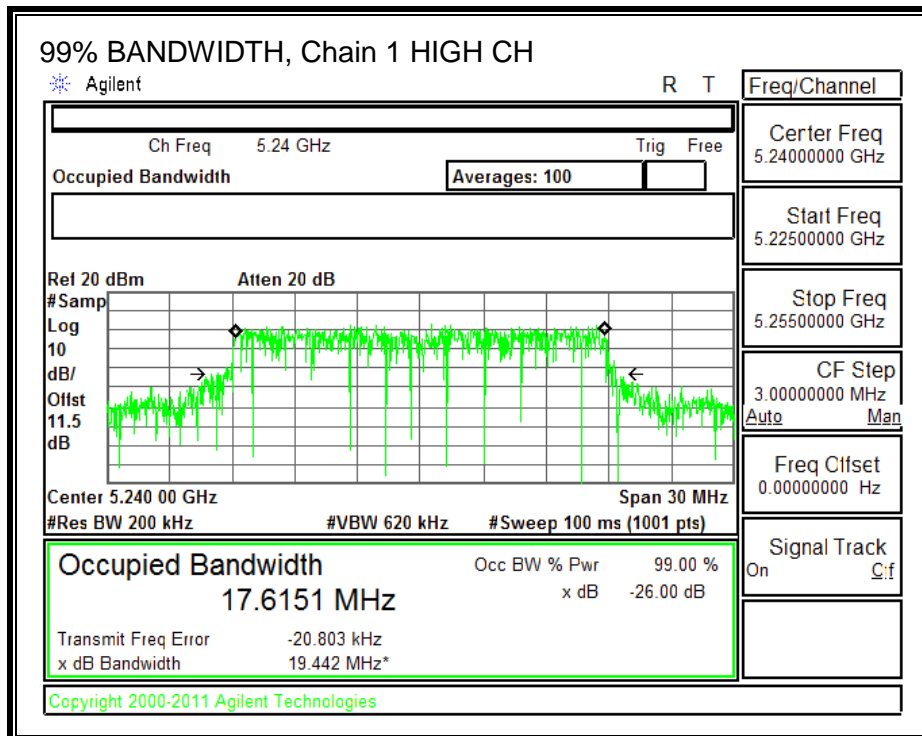 99% BANDWIDTH, Chain 1 HIGH CH
Agilent R T
Ch Freq 5.24 GHz Trig Free
Occupied Bandwidth Averages: 100
Ref 20 dBm Atten 20 dB
#Samp
Log
10
dB/
Offst
11.5
dB
Center 5.240 00 GHz Span 30 MHz
#Res BW 200 kHz #VBW 620 kHz #Sweep 100 ms (1001 pts)
Occupied Bandwidth Occ BW % Pwr 99.00 %
17.6151 MHz x dB -26.00 dB
Transmit Freq Error -20.803 kHz
x dB Bandwidth 19.442 MHz*
Copyright 2000-2011 Agilent Technologies
Freq/Channel
Center Freq
5.24000000 GHz
Start Freq
5.22500000 GHz
Stop Freq
5.25500000 GHz
CF Step
3.00000000 MHz
Auto Man
Freq Offset
0.00000000 Hz
Signal Track
On Off